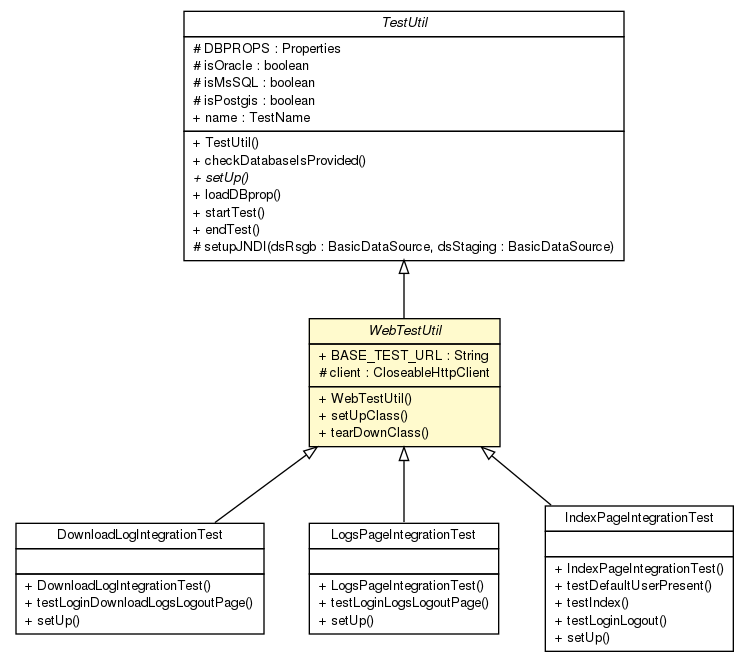 TestUtil
# DBPROPS : Properties
# isOracle : boolean
# isMsSQL : boolean
# isPostgis : boolean
+ name : TestName
+ TestUtil()
+ checkDatabaseIsProvided()
+ setUp()
+ loadDBprop()
+ startTest()
+ endTest()
# setupJNDI(dsRsgb : BasicDataSource, dsStaging : BasicDataSource)
WebTestUtil
+ BASE_TEST_URL : String
# client : CloseableHttpClient
+ WebTestUtil()
+ setUpClass()
+ tearDownClass()
DownloadLogIntegrationTest
+ DownloadLogIntegrationTest()
+ testLoginDownloadLogsLogoutPage()
+ setUp()
LogsPageIntegrationTest
+ LogsPageIntegrationTest()
+ testLoginLogsLogoutPage()
+ setUp()
IndexPageIntegrationTest
+ IndexPageIntegrationTest()
+ testDefaultUserPresent()
+ testIndex()
+ testLoginLogout()
+ setUp()